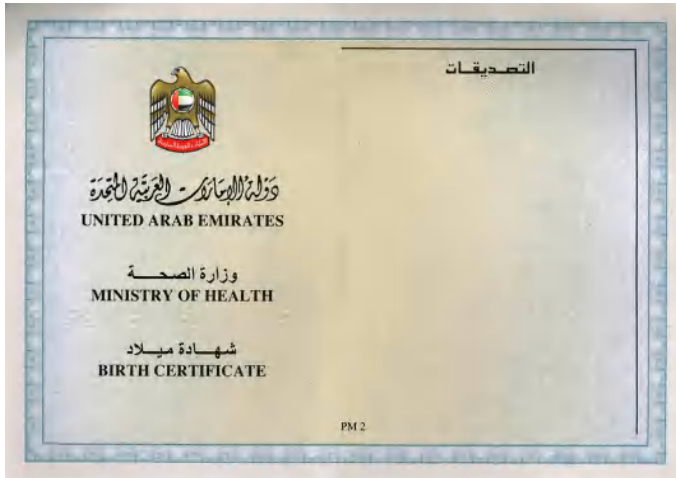 التصديقات
دولة الإمارات العربية المتحدة
UNITED ARAB EMIRATES
وزارة الصحة
MINISTRY OF HEALTH
شهادة ميلاد
BIRTH CERTIFICATE
PM 2